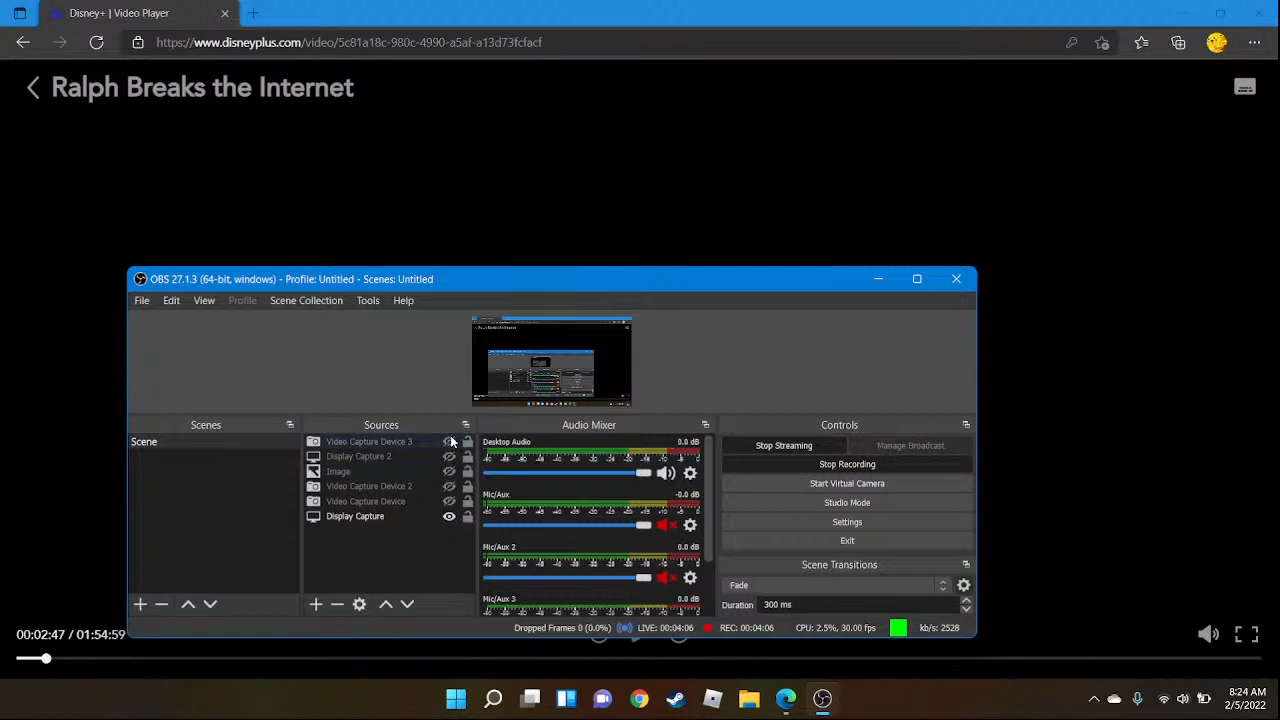 Disney+ | Video Player
https://www.disneyplus.com/video/5c81a18c-980c-4990-a5af-a13d73fcfacf
Ralph Breaks the Internet
OBS 27.1.3 (64-bit, windows) - Profile: Untitled - Scenes: Untitled
File Edit View Profile Scene Collection Tools Help
Scenes Sources Audio Mixer Controls
Scene
Video Capture Device 3
Display Capture 2
Image
Video Capture Device 2
Video Capture Device
Display Capture
Desktop Audio 0.0 dB
Mic/Aux -0.0 dB
Mic/Aux 2 0.0 dB
Mic/Aux 3 0.0 dB
Stop Streaming Manage Broadcast
Stop Recording
Start Virtual Camera
Studio Mode
Settings
Exit
Scene Transitions
Fade
Duration 300 ms
Dropped Frames 0 (0.0%) LIVE: 00:04:06 REC: 00:04:06 CPU: 2.5%, 30.00 fps kb/s: 2528
00:02:47 / 01:54:59
8:24 AM
2/5/2022